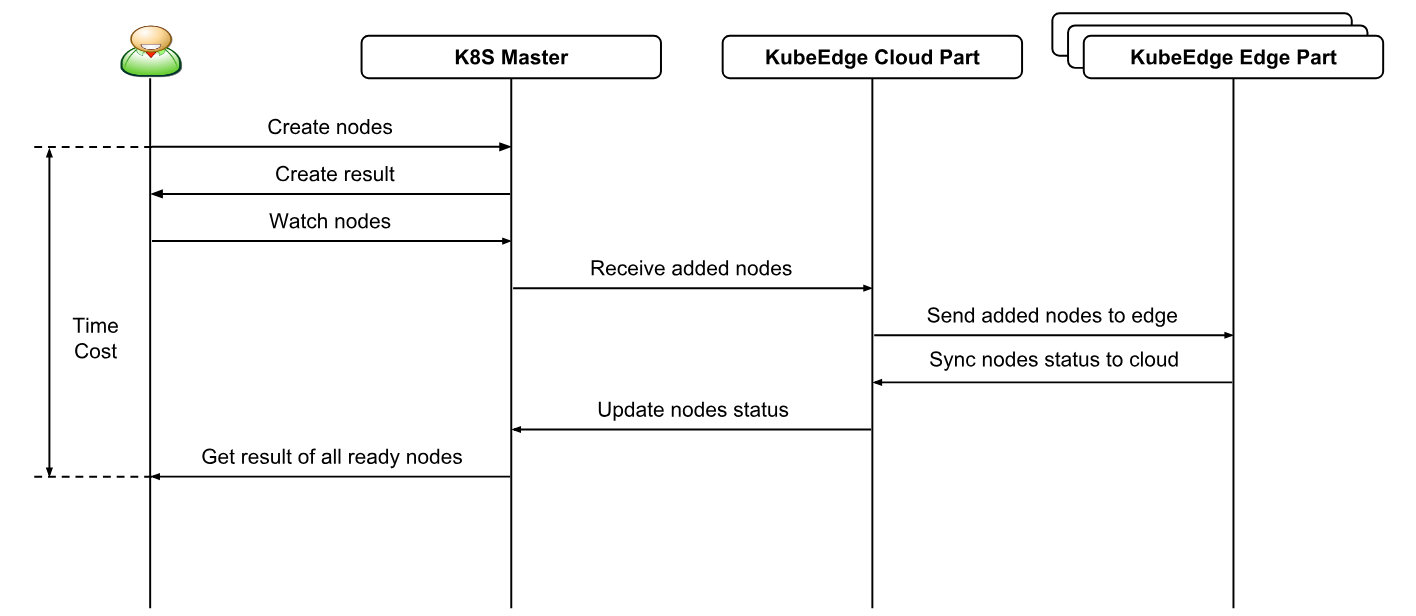 K8S Master
KubeEdge Cloud Part
KubeEdge Edge Part
Create nodes
Create result
Watch nodes
Receive added nodes
Send added nodes to edge
Time
Cost
Sync nodes status to cloud
Update nodes status
Get result of all ready nodes